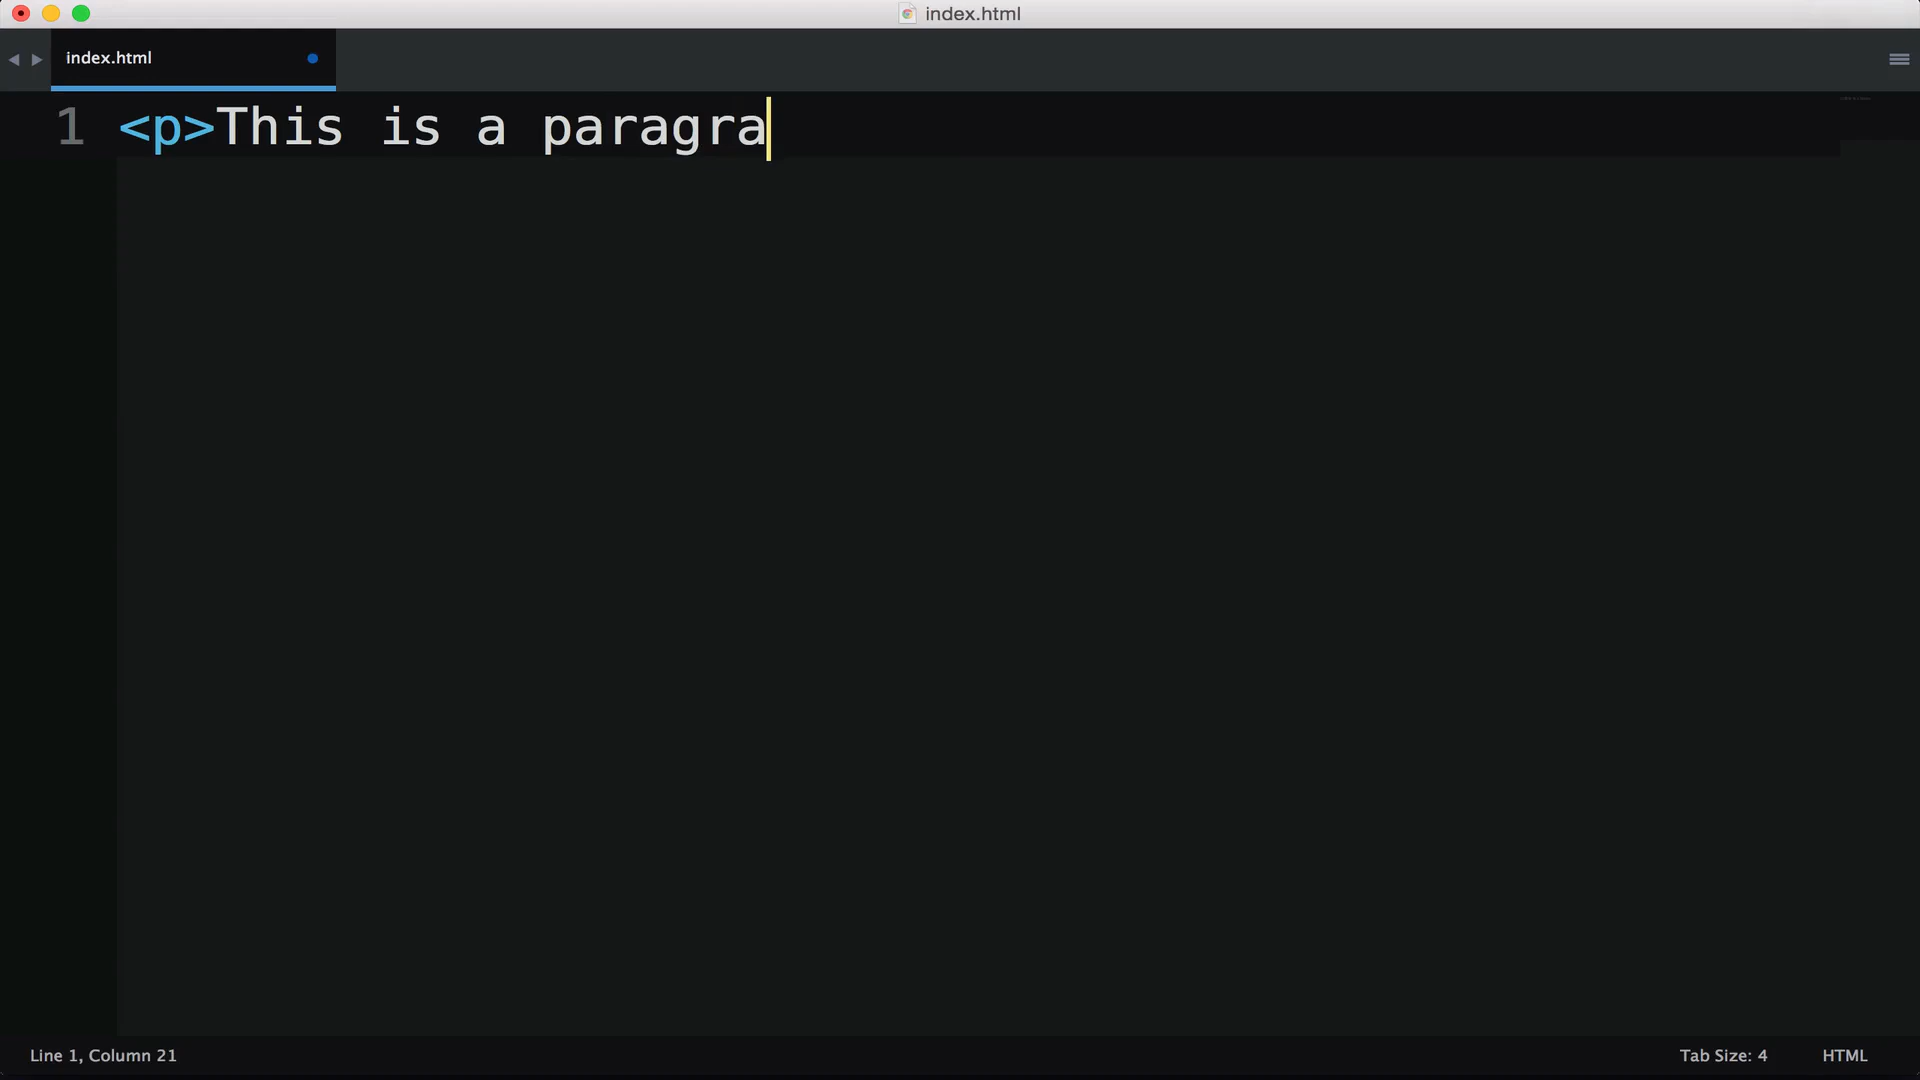 index.html
index.html
1 <p>This is a paragra
Line 1, Column 21
Tab Size: 4
HTML